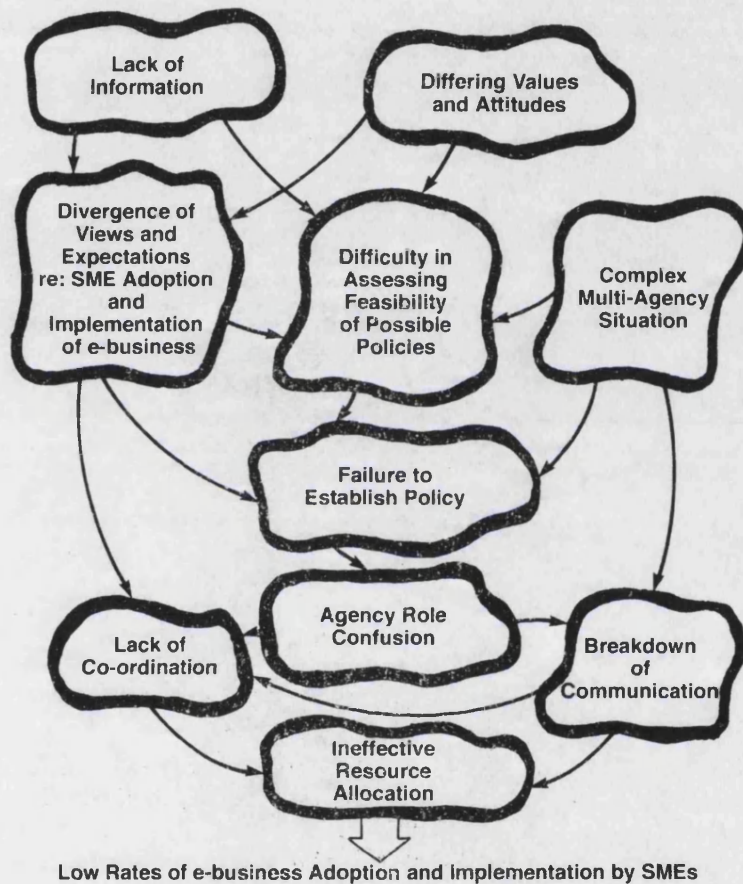 Lack of
Information
Differing Values
and Attitudes
Divergence of
Views and
Expectations
re: SME Adoption
and
Implementation
of e-business
Difficulty in
Assessing
Feasibility
of Possible
Policies
Complex
Multi-Agency
Situation
Failure to
Establish Policy
Agency Role
Confusion
Lack of
Co-ordination
Breakdown
of
Communication
Ineffective
Resource
Allocation
Low Rates of e-business Adoption and Implementation by SMEs